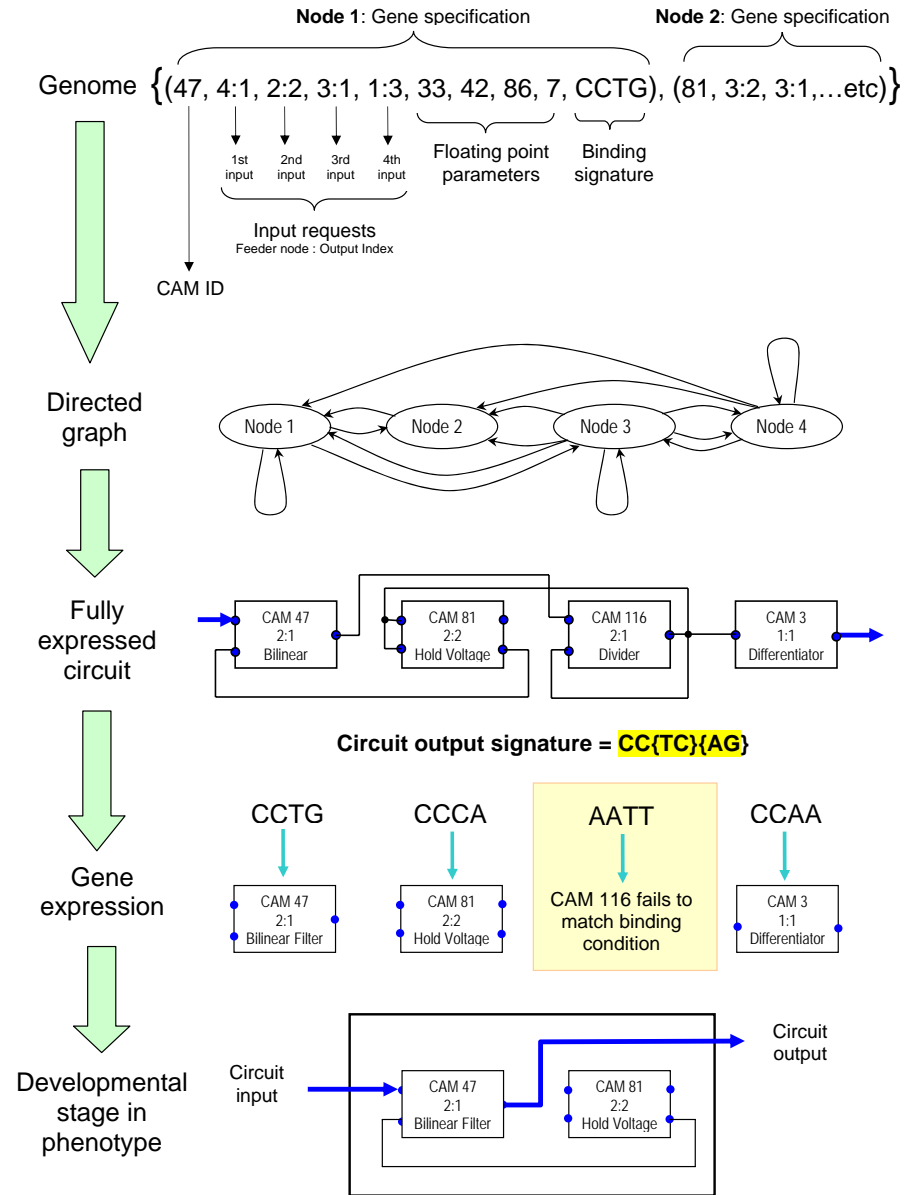 Node 1: Gene specification
Node 2: Gene specification
Genome {(47, 4:1, 2:2, 3:1, 1:3, 33, 42, 86, 7, CCTG), (81, 3:2, 3:1,…etc)}
1st
input
2nd
input
3rd
input
4th
input
Floating point
parameters
Binding
signature
Input requests
Feeder node : Output Index
CAM ID
Directed
graph
Node 1
Node 2
Node 3
Node 4
Fully
expressed
circuit
CAM 47
2:1
Bilinear
CAM 81
2:2
Hold Voltage
CAM 116
2:1
Divider
CAM 3
1:1
Differentiator
Circuit output signature = CC{TC}{AG}
Gene
expression
CCTG
CCCA
AATT
CCAA
CAM 47
2:1
Bilinear Filter
CAM 81
2:2
Hold Voltage
CAM 116 fails to
match binding
condition
CAM 3
1:1
Differentiator
Developmental
stage in
phenotype
Circuit
input
CAM 47
2:1
Bilinear Filter
CAM 81
2:2
Hold Voltage
Circuit
output